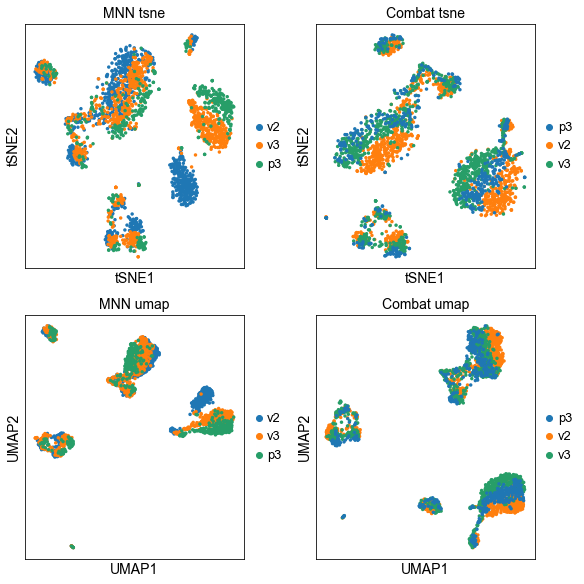 MNN tsne
Combat tsne
tSNE2
v2
v3
p3
tSNE1
tSNE2
p3
v2
v3
tSNE1
MNN umap
Combat umap
UMAP2
v2
v3
p3
UMAP1
UMAP2
p3
v2
v3
UMAP1